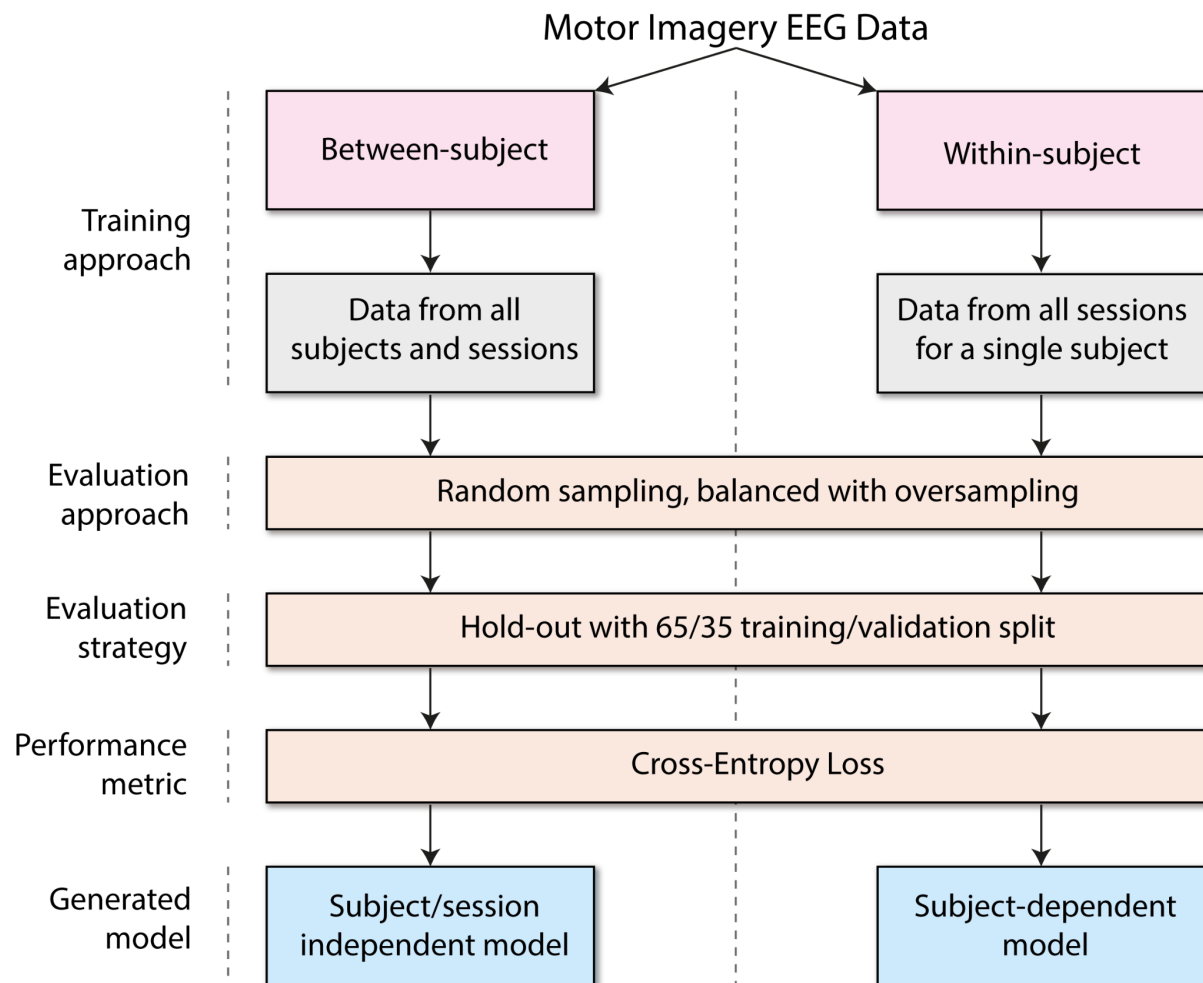 Motor Imagery EEG Data
Between-subject
Within-subject
Training
approach
Data from all
subjects and sessions
Data from all sessions
for a single subject
Evaluation
approach
Random sampling, balanced with oversampling
Evaluation
strategy
Hold-out with 65/35 training/validation split
Performance
metric
Cross-Entropy Loss
Generated
model
Subject/session
independent model
Subject-dependent
model